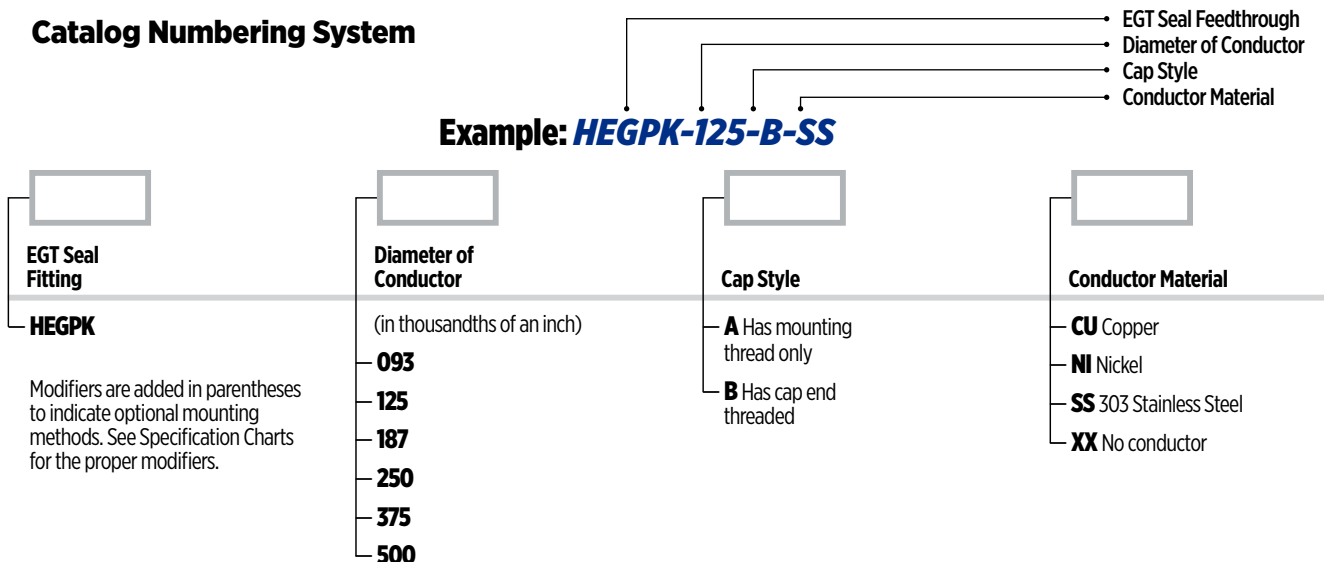 Catalog Numbering System
EGT Seal Feedthrough
Diameter of Conductor
Cap Style
Conductor Material
Example: HEGPK-125-B-SS
EGT Seal
Fitting
HEGPK
Modifiers are added in parentheses
to indicate optional mounting
methods. See Specification Charts
for the proper modifiers.
Diameter of
Conductor
(in thousandths of an inch)
093
125
187
250
375
500
Cap Style
A Has mounting
thread only
B Has cap end
threaded
Conductor Material
CU Copper
NI Nickel
SS 303 Stainless Steel
XX No conductor